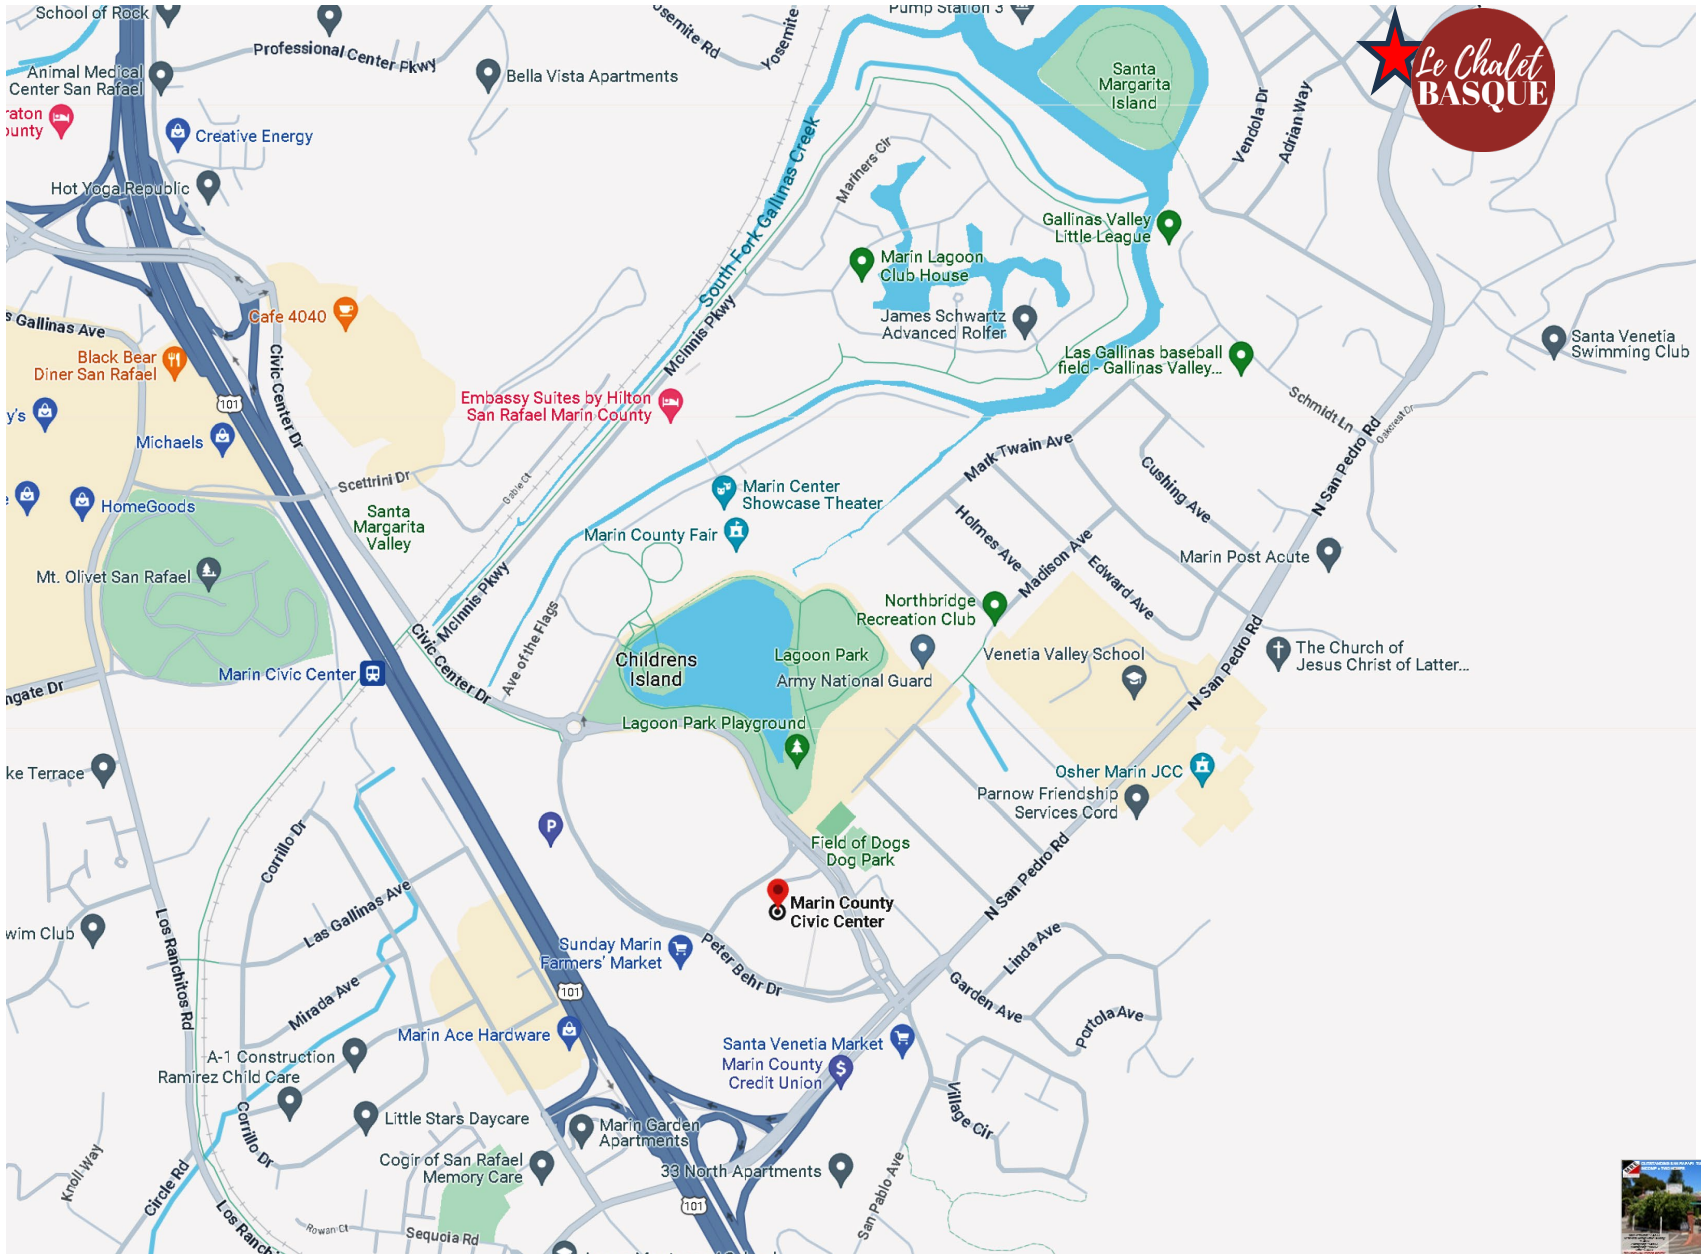 School of Rock
Professional Center Pkwy
Yosemite
Pump Station 3
Animal Medical
Center San Rafael
Bella Vista Apartments
Santa
Margarita
Island
Le Chalet
BASQUE
Creative Energy
South Fork Gallinas Creek
Mariners Cir
Vendola Dr
Adrian Way
Hot Yoga Republic
Gallinas Valley
Little League
Marin Lagoon
Club House
James Schwartz
Advanced Rolfer
Cafe 4040
Gallinas Ave
Black Bear
Diner San Rafael
Civic Center Dr
McInnis Pkwy
Las Gallinas baseball
field - Gallinas Valley...
Santa Venetia
Swimming Club
101
Embassy Suites by Hilton
San Rafael Marin County
Schmidt Ln
Oakcrest Dr
Michaels
Scettrini Dr
Gable Ct
Mark Twain Ave
Cushing Ave
N San Pedro Rd
HomeGoods
Santa
Margarita
Valley
Marin Center
Showcase Theater
Marin County Fair
Holmes Ave
Madison Ave
Edward Ave
Marin Post Acute
Mt. Olivet San Rafael
McInnis Pkwy
Ave of the Flags
Northbridge
Recreation Club
Marin Civic Center
Civic Center Dr
Childrens
Island
Lagoon Park
Army National Guard
Venetia Valley School
N San Pedro Rd
The Church of
Jesus Christ of Latter...
Lagoon Park Playground
Osher Marin JCC
Parnow Friendship
Services Cord
P
Corrillo Dr
Field of Dogs
Dog Park
N San Pedro Rd
Las Gallinas Ave
Marin County
Civic Center
Los Ranchitos Rd
Sunday Marin
Farmers' Market
Peter Behr Dr
Linda Ave
Garden Ave
Mirada Ave
101
Portola Ave
Marin Ace Hardware
Santa Venetia Market
Marin County
Credit Union
$
A-1 Construction
Ramirez Child Care
Little Stars Daycare
Village Cir
Corrillo Dr
Marin Garden
Apartments
Cogir of San Rafael
Memory Care
33 North Apartments
Knoll Way
Circle Rd
San Pablo Ave
101
Rowan Ct
Sequoia Rd